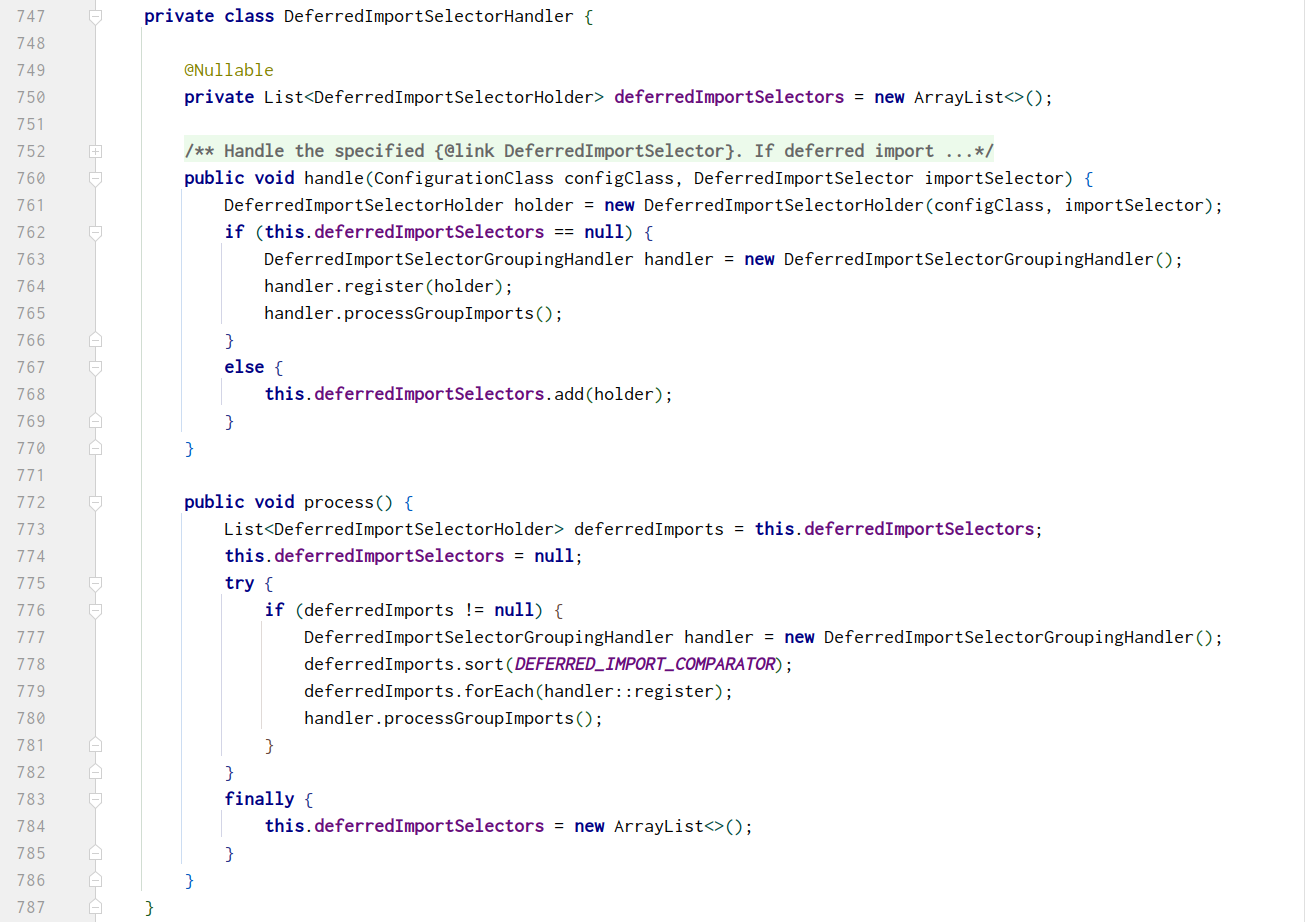 747 private class DeferredImportSelectorHandler {
748
749 @Nullable
750 private List<DeferredImportSelectorHolder> deferredImportSelectors = new ArrayList<>();
751
752 /** Handle the specified {@link DeferredImportSelector}. If deferred import ...*/
760 public void handle(ConfigurationClass configClass, DeferredImportSelector importSelector) {
761 DeferredImportSelectorHolder holder = new DeferredImportSelectorHolder(configClass, importSelector);
762 if (this.deferredImportSelectors == null) {
763 DeferredImportSelectorGroupingHandler handler = new DeferredImportSelectorGroupingHandler();
764 handler.register(holder);
765 handler.processGroupImports();
766 }
767 else {
768 this.deferredImportSelectors.add(holder);
769 }
770 }
771
772 public void process() {
773 List<DeferredImportSelectorHolder> deferredImports = this.deferredImportSelectors;
774 this.deferredImportSelectors = null;
775 try {
776 if (deferredImports != null) {
777 DeferredImportSelectorGroupingHandler handler = new DeferredImportSelectorGroupingHandler();
778 deferredImports.sort(DEFERRED_IMPORT_COMPARATOR);
779 deferredImports.forEach(handler::register);
780 handler.processGroupImports();
781 }
782 }
783 finally {
784 this.deferredImportSelectors = new ArrayList<>();
785 }
786 }
787 }